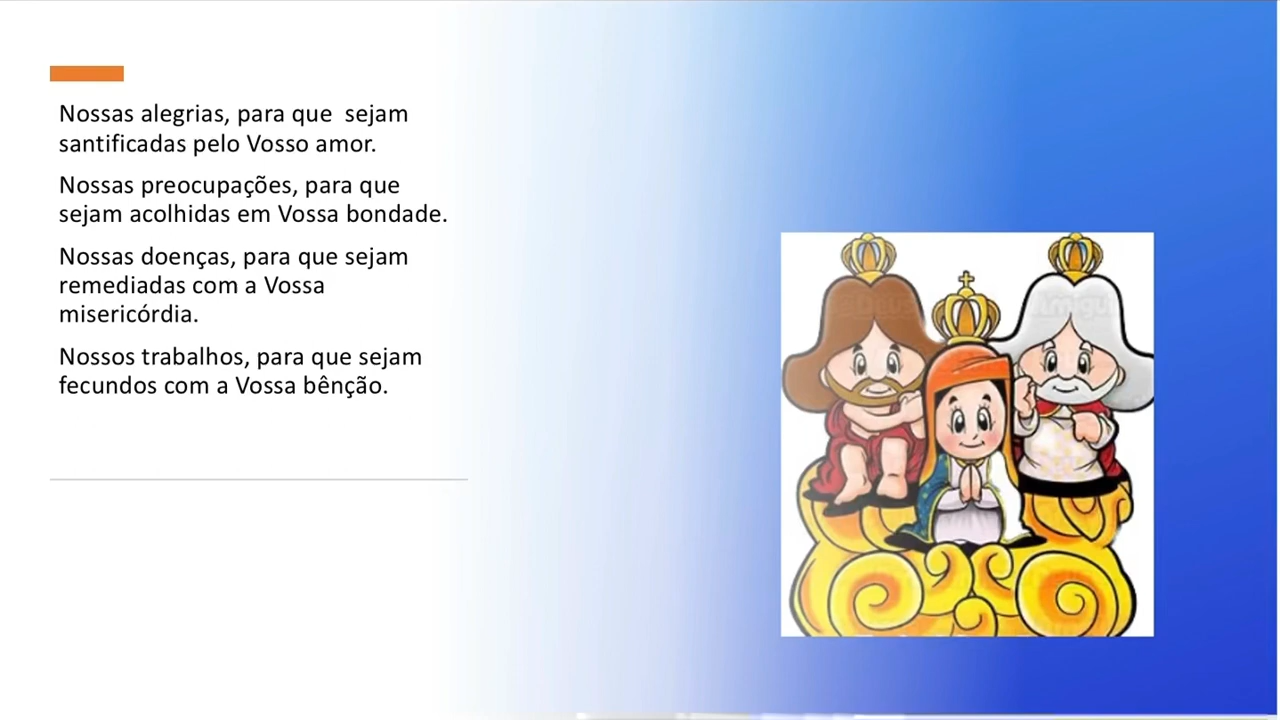 Nossas alegrias, para que  sejam
santificadas pelo Vosso amor.
Nossas preocupações, para que
sejam acolhidas em Vossa bondade.
Nossas doenças, para que sejam
remediadas com a Vossa
misericórdia.
Nossos trabalhos, para que sejam
fecundos com a Vossa bênção.